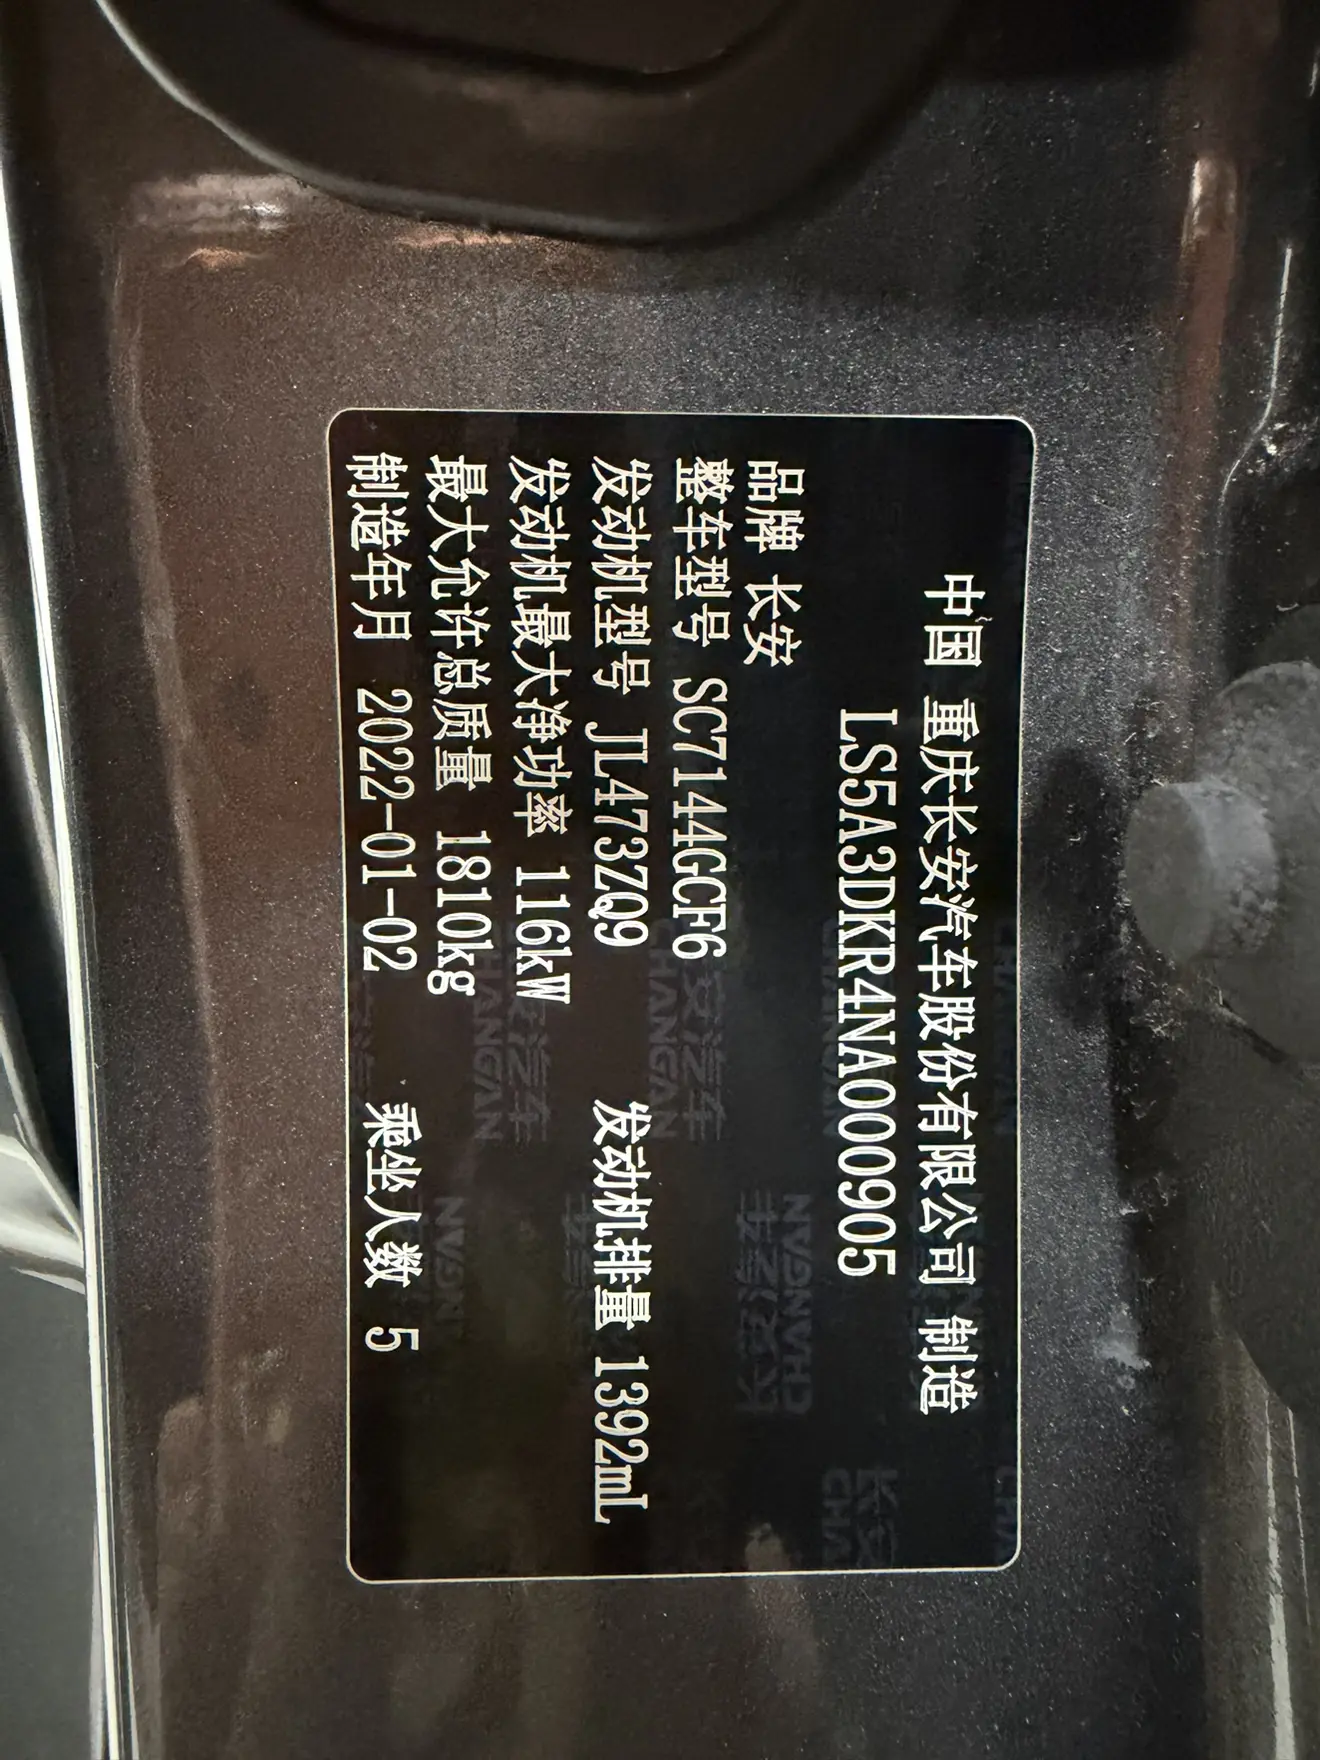 中国 重庆长安汽车股份有限公司 制造
LS5A3DKR4NA000905
品牌 长安
整车型号 SC7144GCF6
发动机型号 JL473ZQ9 发动机排量 1392mL
发动机最大净功率 116kW
最大允许总质量 1810kg
制造年月 2022-01-02 乘坐人数 5